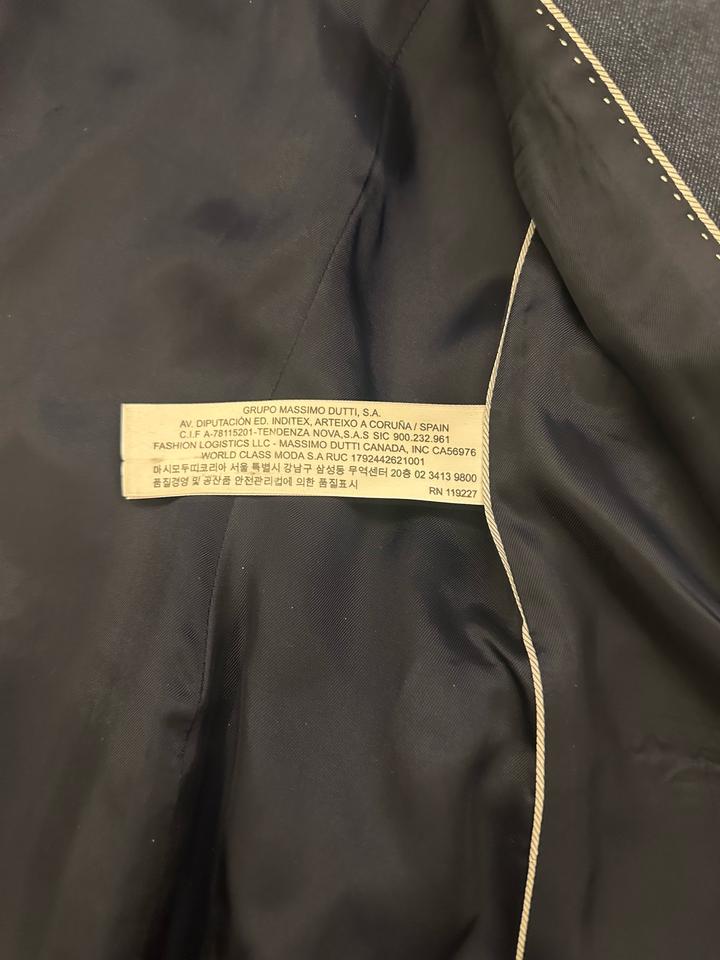 GRUPO MASSIMO DUTTI, S.A.
AV. DIPUTACIÓN ED. INDITEX, ARTEIXO A CORUÑA / SPAIN
C.I.F A-78115201-TENDENZA NOVA,S.A.S SIC 900.232.961
FASHION LOGISTICS LLC - MASSIMO DUTTI CANADA, INC CA56976
WORLD CLASS MODA S.A RUC 1792442621001
마시모두띠코리아 서울 특별시 강남구 삼성동 무역센터 20층 02 3413 9800
품질경영 및 공산품 안전관리법에 의한 품질표시 RN 119227